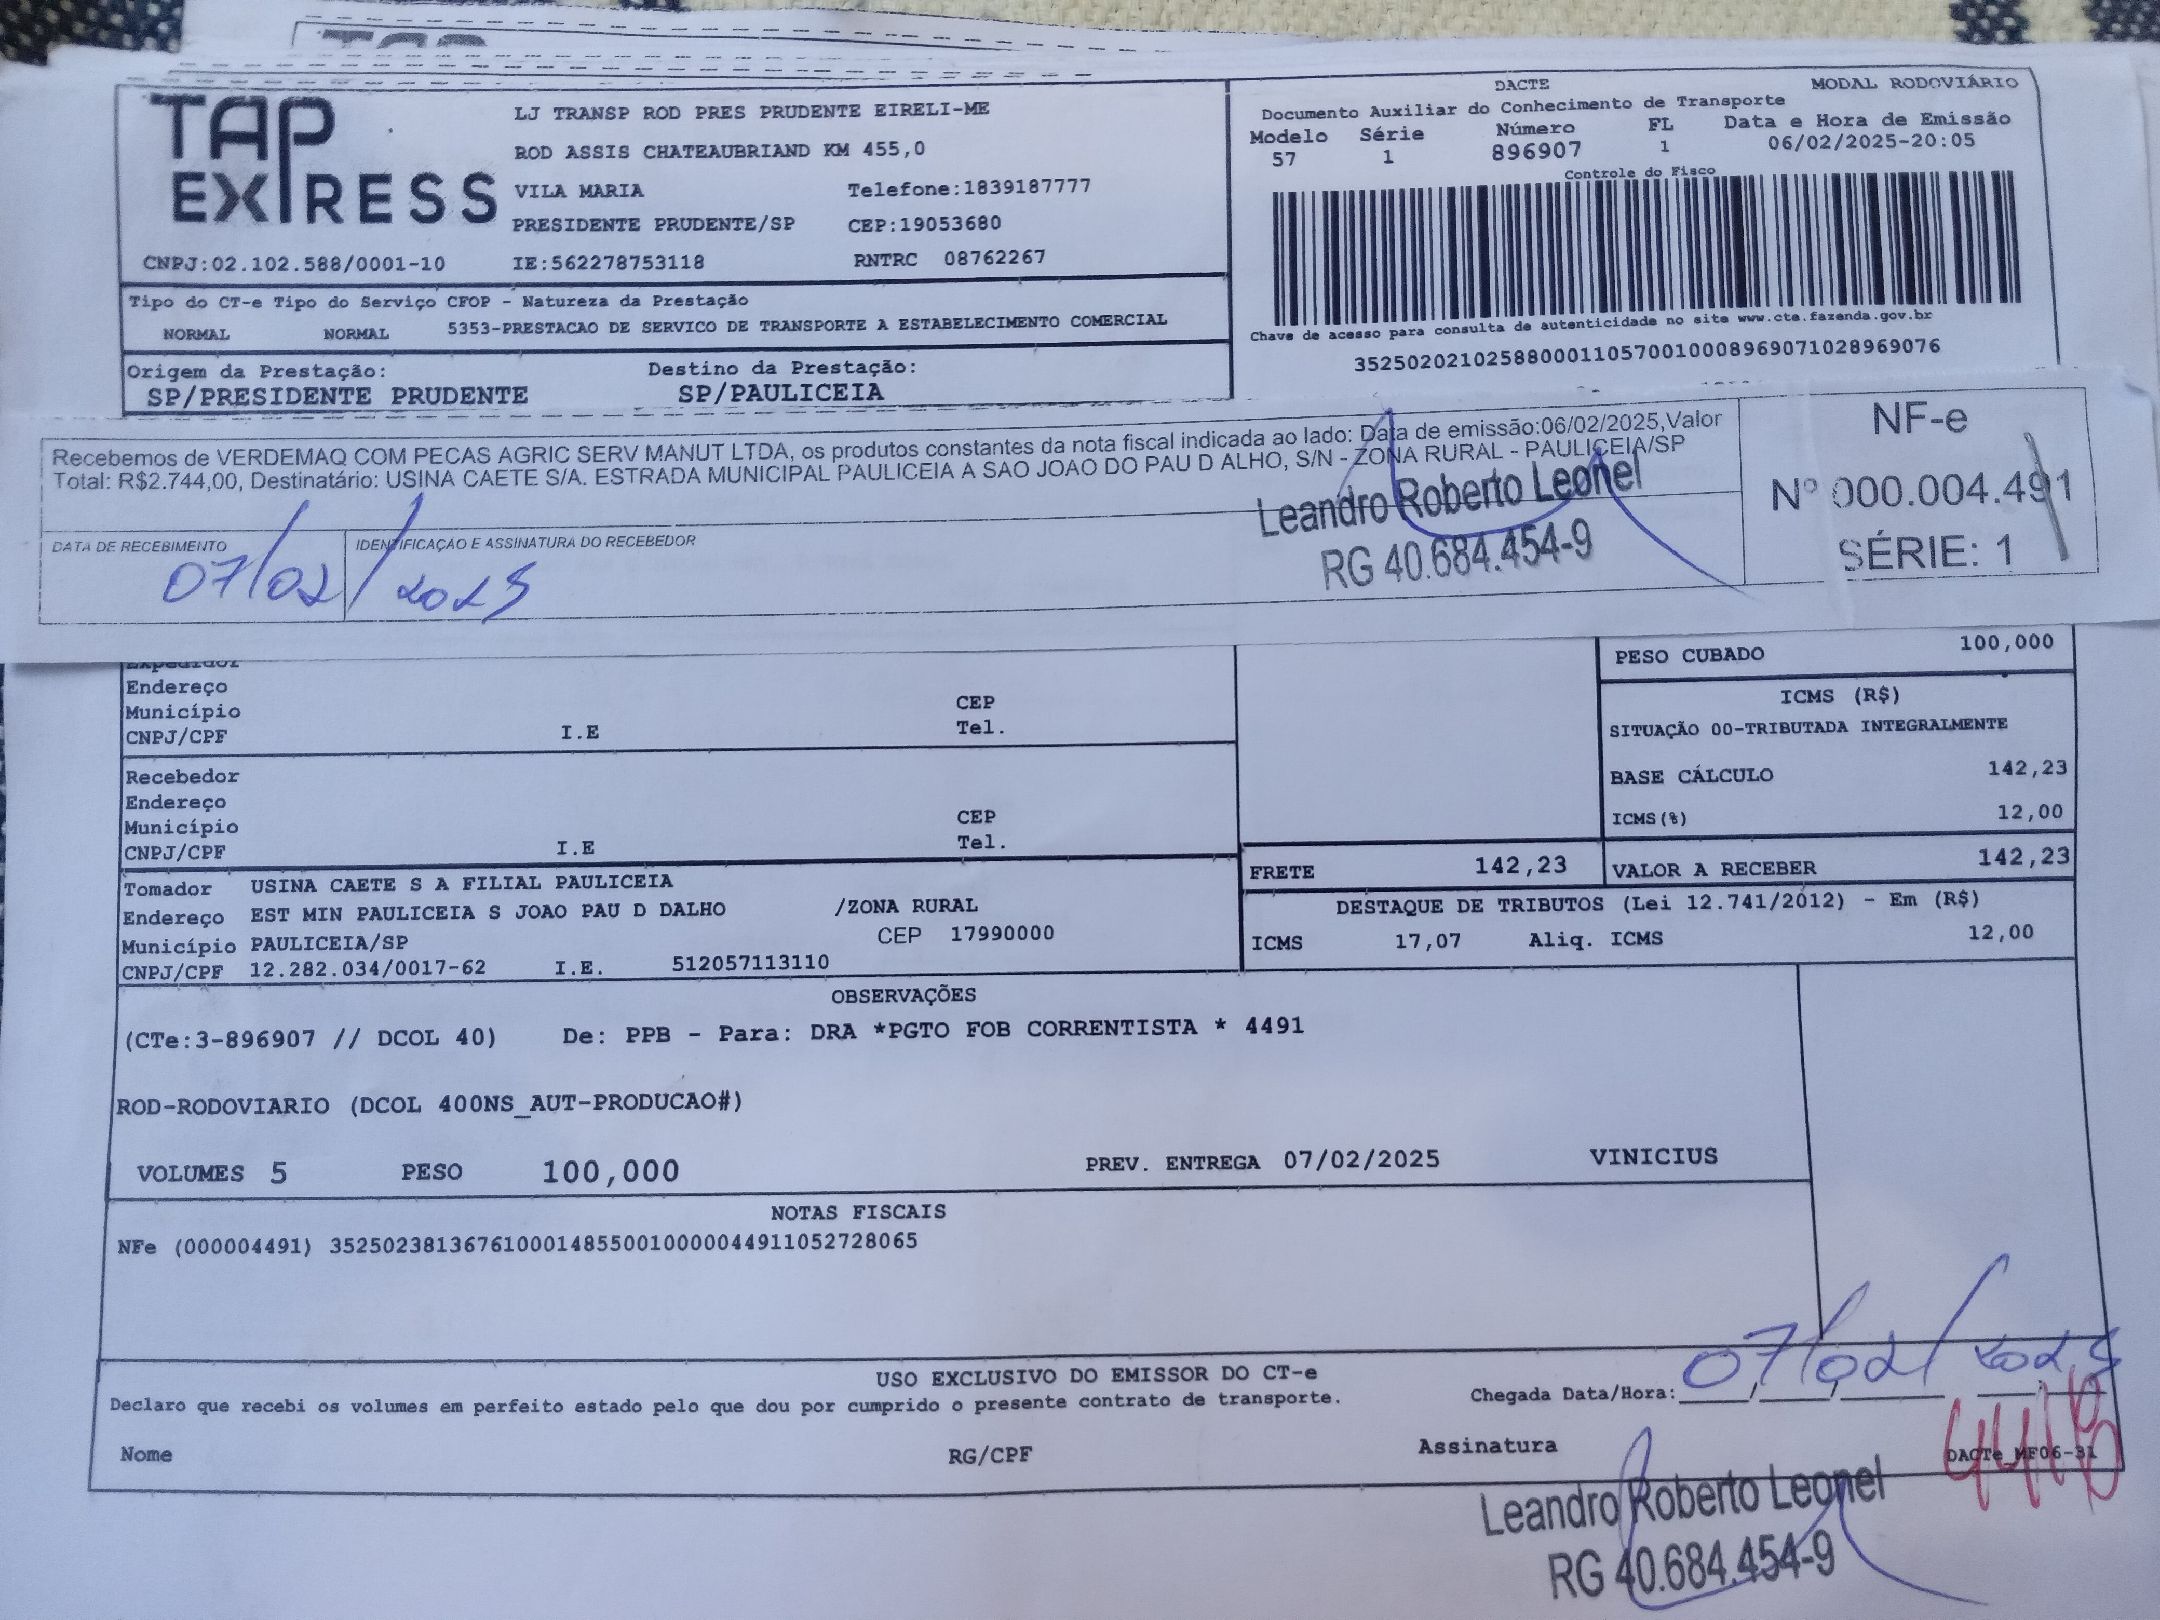 TAP
EXPRESS
LJ TRANSP ROD PRES PRUDENTE EIRELI-ME
ROD ASSIS CHATEAUBRIAND KM 455,0
VILA MARIA Telefone:1839187777
PRESIDENTE PRUDENTE/SP CEP:19053680
CNPJ:02.102.588/0001-10 IE:562278753118 RNTRC 08762267
DACTE MODAL RODOVIÁRIO
Documento Auxiliar do Conhecimento de Transporte
Modelo Série Número FL Data e Hora de Emissão
57 1 896907 1 06/02/2025-20:05
Controle do Fisco
Chave de acesso para consulta de autenticidade no site www.cte.fazenda.gov.br
35250202102588000110570010008969071028969076
Tipo do CT-e Tipo do Serviço CFOP - Natureza da Prestação
NORMAL NORMAL 5353-PRESTACAO DE SERVICO DE TRANSPORTE A ESTABELECIMENTO COMERCIAL
Origem da Prestação: Destino da Prestação:
SP/PRESIDENTE PRUDENTE SP/PAULICEIA
Recebemos de VERDEMAQ COM PECAS AGRIC SERV MANUT LTDA, os produtos constantes da nota fiscal indicada ao lado: Data de emissão:06/02/2025,Valor
Total: R$2.744,00, Destinatário: USINA CAETE S/A. ESTRADA MUNICIPAL PAULICEIA A SAO JOAO DO PAU D ALHO, S/N - ZONA RURAL - PAULICEIA/SP
NF-e
Nº 000.004.491
SÉRIE: 1
DATA DE RECEBIMENTO IDENTIFICAÇÃO E ASSINATURA DO RECEBEDOR
07/02/2025
Leandro Roberto Leonel
RG 40.684.454-9
Expedidor
Endereço
Município CEP
CNPJ/CPF I.E Tel.
Recebedor
Endereço
Município CEP
CNPJ/CPF I.E Tel.
PESO CUBADO 100,000
ICMS (R$)
SITUAÇÃO 00-TRIBUTADA INTEGRALMENTE
BASE CÁLCULO 142,23
ICMS(%) 12,00
FRETE 142,23 VALOR A RECEBER 142,23
DESTAQUE DE TRIBUTOS (Lei 12.741/2012) - Em (R$)
ICMS 17,07 Aliq. ICMS 12,00
Tomador USINA CAETE S A FILIAL PAULICEIA
Endereço EST MIN PAULICEIA S JOAO PAU D DALHO /ZONA RURAL
Município PAULICEIA/SP CEP 17990000
CNPJ/CPF 12.282.034/0017-62 I.E. 512057113110
OBSERVAÇÕES
(CTe:3-896907 // DCOL 40) De: PPB - Para: DRA *PGTO FOB CORRENTISTA * 4491
ROD-RODOVIARIO (DCOL 400NS_AUT-PRODUCAO#)
VOLUMES 5 PESO 100,000 PREV. ENTREGA 07/02/2025 VINICIUS
NOTAS FISCAIS
NFe (000004491) 35250238136761000148550010000044911052728065
USO EXCLUSIVO DO EMISSOR DO CT-e
Declaro que recebi os volumes em perfeito estado pelo que dou por cumprido o presente contrato de transporte. Chegada Data/Hora: 07/02/2025
Nome RG/CPF Assinatura DACTe_MF06-31
Leandro Roberto Leonel
RG 40.684.454-9